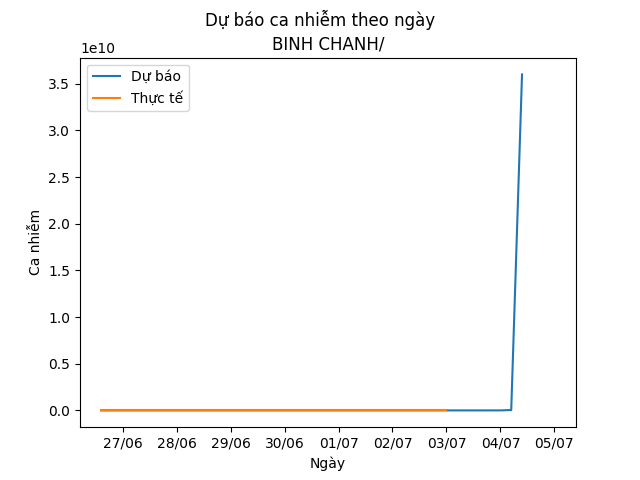 Dự báo ca nhiễm theo ngày
BINH CHANH/
1e10
Dự báo
Thực tế
3.5
3.0
2.5
2.0
1.5
1.0
0.5
0.0
Ca nhiễm
27/06 28/06 29/06 30/06 01/07 02/07 03/07 04/07 05/07
Ngày